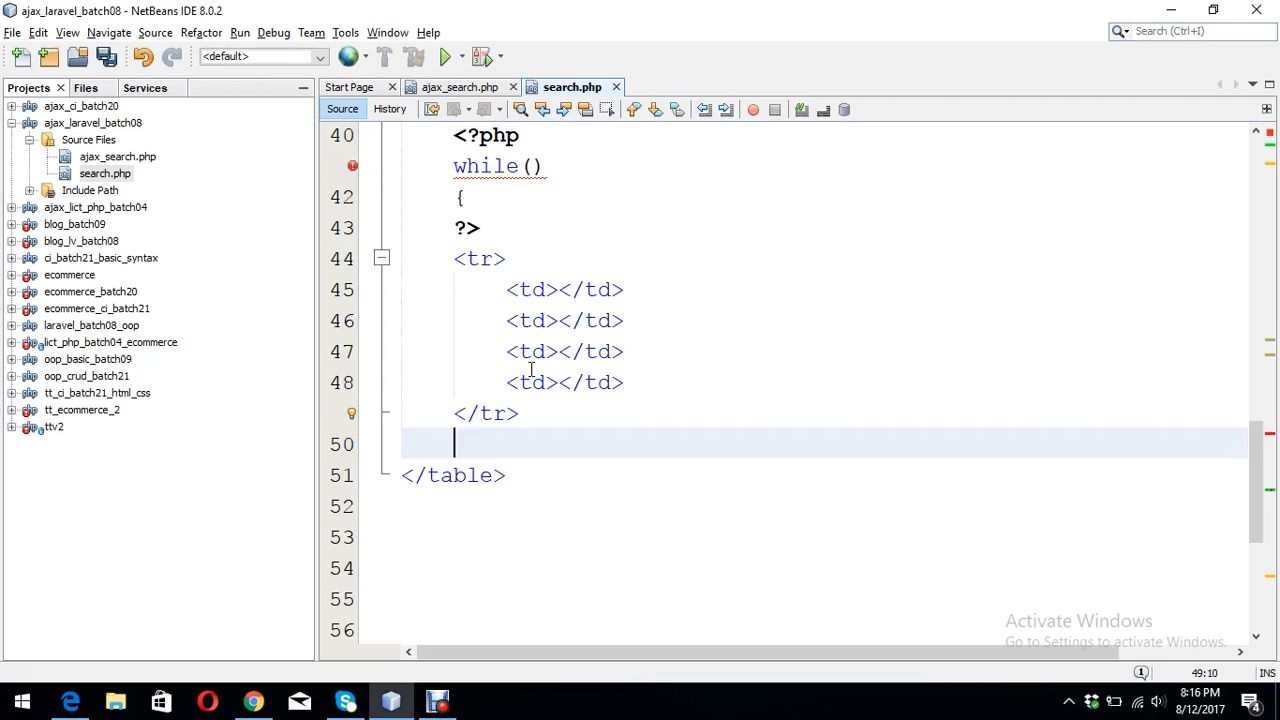 ajax_laravel_batch08 - NetBeans IDE 8.0.2
File Edit View Navigate Source Refactor Run Debug Team Tools Window Help
Search (Ctrl+I)
<default>
Projects Files Services
Start Page ajax_search.php search.php
Source History
ajax_ci_batch20
ajax_laravel_batch08
Source Files
ajax_search.php
search.php
Include Path
ajax_lict_php_batch04
blog_batch09
blog_lv_batch08
ci_batch21_basic_syntax
ecommerce
ecommerce_batch20
ecommerce_ci_batch21
laravel_batch08_oop
lict_php_batch04_ecommerce
oop_basic_batch09
oop_crud_batch21
tt_ci_batch21_html_css
tt_ecommerce_2
ttv2
40 <?php
while()
42 {
43 ?>
44 <tr>
45 <td></td>
46 <td></td>
47 <td></td>
48 <td></td>
</tr>
50
51 </table>
52
53
54
55
56
Activate Windows
Go to Settings to activate Windows.
1 49:10 INS
8:16 PM
8/12/2017
4